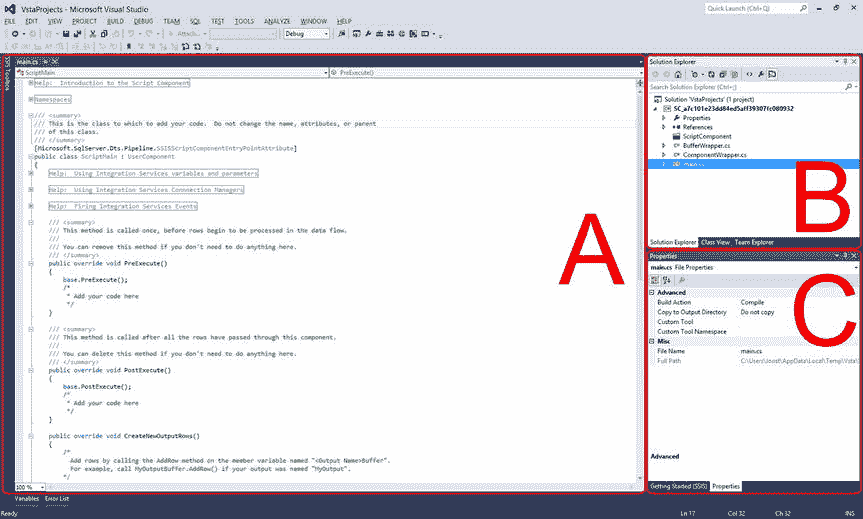 VstaProjects - Microsoft Visual Studio
Quick Launch (Ctrl+Q)
FILE EDIT VIEW PROJECT BUILD DEBUG TEAM SQL TEST TOOLS ANALYZE WINDOW HELP
Attach...
Debug
SSIS Toolbox
main.cs
ScriptMain
PreExecute()
Help: Introduction to the Script Component
Namespaces
/// <summary>
/// This is the class to which to add your code. Do not change the name, attributes, or parent
/// of this class.
/// </summary>
[Microsoft.SqlServer.Dts.Pipeline.SSISScriptComponentEntryPointAttribute]
public class ScriptMain : UserComponent
{
Help: Using Integration Services variables and parameters
Help: Using Integration Services Connnection Managers
Help: Firing Integration Services Events
/// <summary>
/// This method is called once, before rows begin to be processed in the data flow.
///
/// You can remove this method if you don't need to do anything here.
/// </summary>
public override void PreExecute()
{
base.PreExecute();
/*
* Add your code here
*/
}
/// <summary>
/// This method is called after all the rows have passed through this component.
///
/// You can delete this method if you don't need to do anything here.
/// </summary>
public override void PostExecute()
{
base.PostExecute();
/*
* Add your code here
*/
}
public override void CreateNewOutputRows()
{
/*
Add rows by calling the AddRow method on the member variable named "<Output Name>Buffer".
For example, call MyOutputBuffer.AddRow() if your output was named "MyOutput".
*/
100 %
A
Solution Explorer
Search Solution Explorer (Ctrl+;)
Solution 'VstaProjects' (1 project)
SC_a7c101e23dd84ed5aff39307fc080932
Properties
References
ScriptComponent
BufferWrapper.cs
ComponentWrapper.cs
main.cs
B
Solution Explorer Class View Team Explorer
Properties
main.cs File Properties
Advanced
Build Action Compile
Copy to Output Directory Do not copy
Custom Tool
Custom Tool Namespace
Misc
File Name main.cs
Full Path C:\Users\Joost\AppData\Local\Temp\Vsta\
C
Advanced
Getting Started (SSIS) Properties
Variables Error List
Ready
Ln 17 Col 32 Ch 32 INS